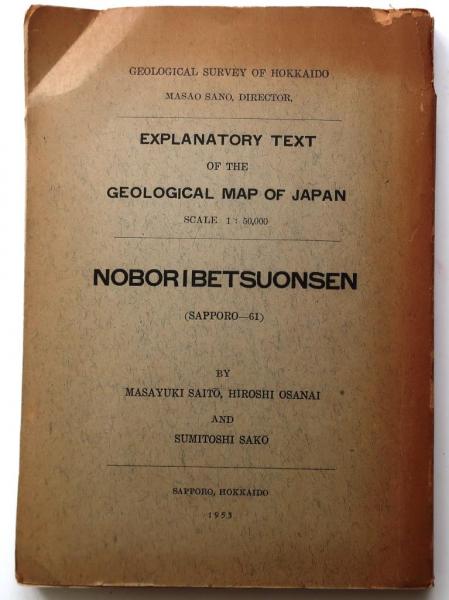 GEOLOGICAL SURVEY OF HOKKAIDO
MASAO SANO, DIRECTOR,
EXPLANATORY TEXT
OF THE
GEOLOGICAL MAP OF JAPAN
SCALE 1 : 50,000
NOBORIBETSUONSEN
(SAPPORO—61)
BY
MASAYUKI SAITO, HIROSHI OSANAI
AND
SUMITOSHI SAKO
SAPPORO, HOKKAIDO
1953